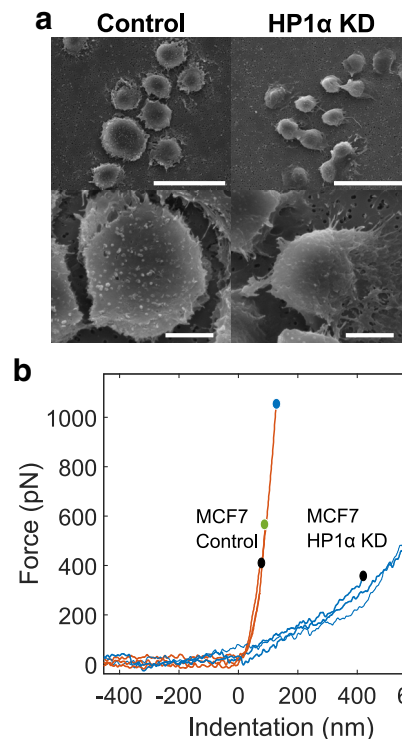 a
Control HP1α KD
b
1000
800
600
400
200
0
MCF7
Control
MCF7
HP1α KD
-400 -200 0 200 400
Force (pN)
Indentation (nm)